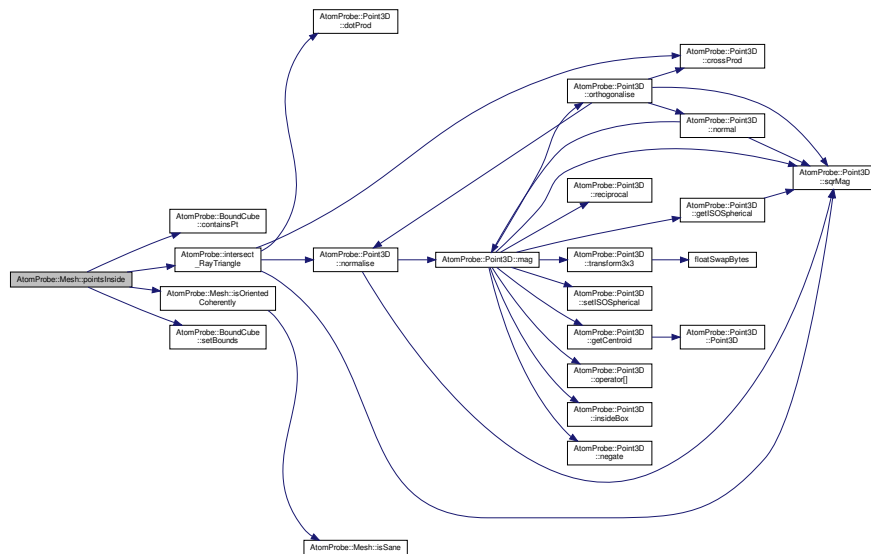 AtomProbe::Mesh::pointsInside
AtomProbe::BoundCube
::containsPt
AtomProbe::intersect
_RayTriangle
AtomProbe::Mesh::isOriented
Coherently
AtomProbe::BoundCube
::setBounds
AtomProbe::Point3D
::dotProd
AtomProbe::Point3D
::normalise
AtomProbe::Mesh::isSane
AtomProbe::Point3D::mag
AtomProbe::Point3D
::orthogonalise
AtomProbe::Point3D
::reciprocal
AtomProbe::Point3D
::transform3x3
AtomProbe::Point3D
::setISOSpherical
AtomProbe::Point3D
::getCentroid
AtomProbe::Point3D
::operator[]
AtomProbe::Point3D
::insideBox
AtomProbe::Point3D
::negate
AtomProbe::Point3D
::crossProd
AtomProbe::Point3D
::normal
AtomProbe::Point3D
::getISOSpherical
floatSwapBytes
AtomProbe::Point3D
::Point3D
AtomProbe::Point3D
::sqrMag